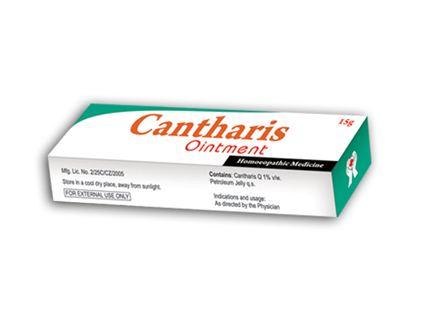 Cantharis
Ointment
15g
Homoeopathic Medicine
Mfg. Lic. No. 2/25C/CZ/2005
Store in a cool dry place, away from sunlight.
FOR EXTERNAL USE ONLY
Contains: Cantharis Q 1% v/w.
Petroleum Jelly q.s.
Indications and usage:
As directed by the Physician